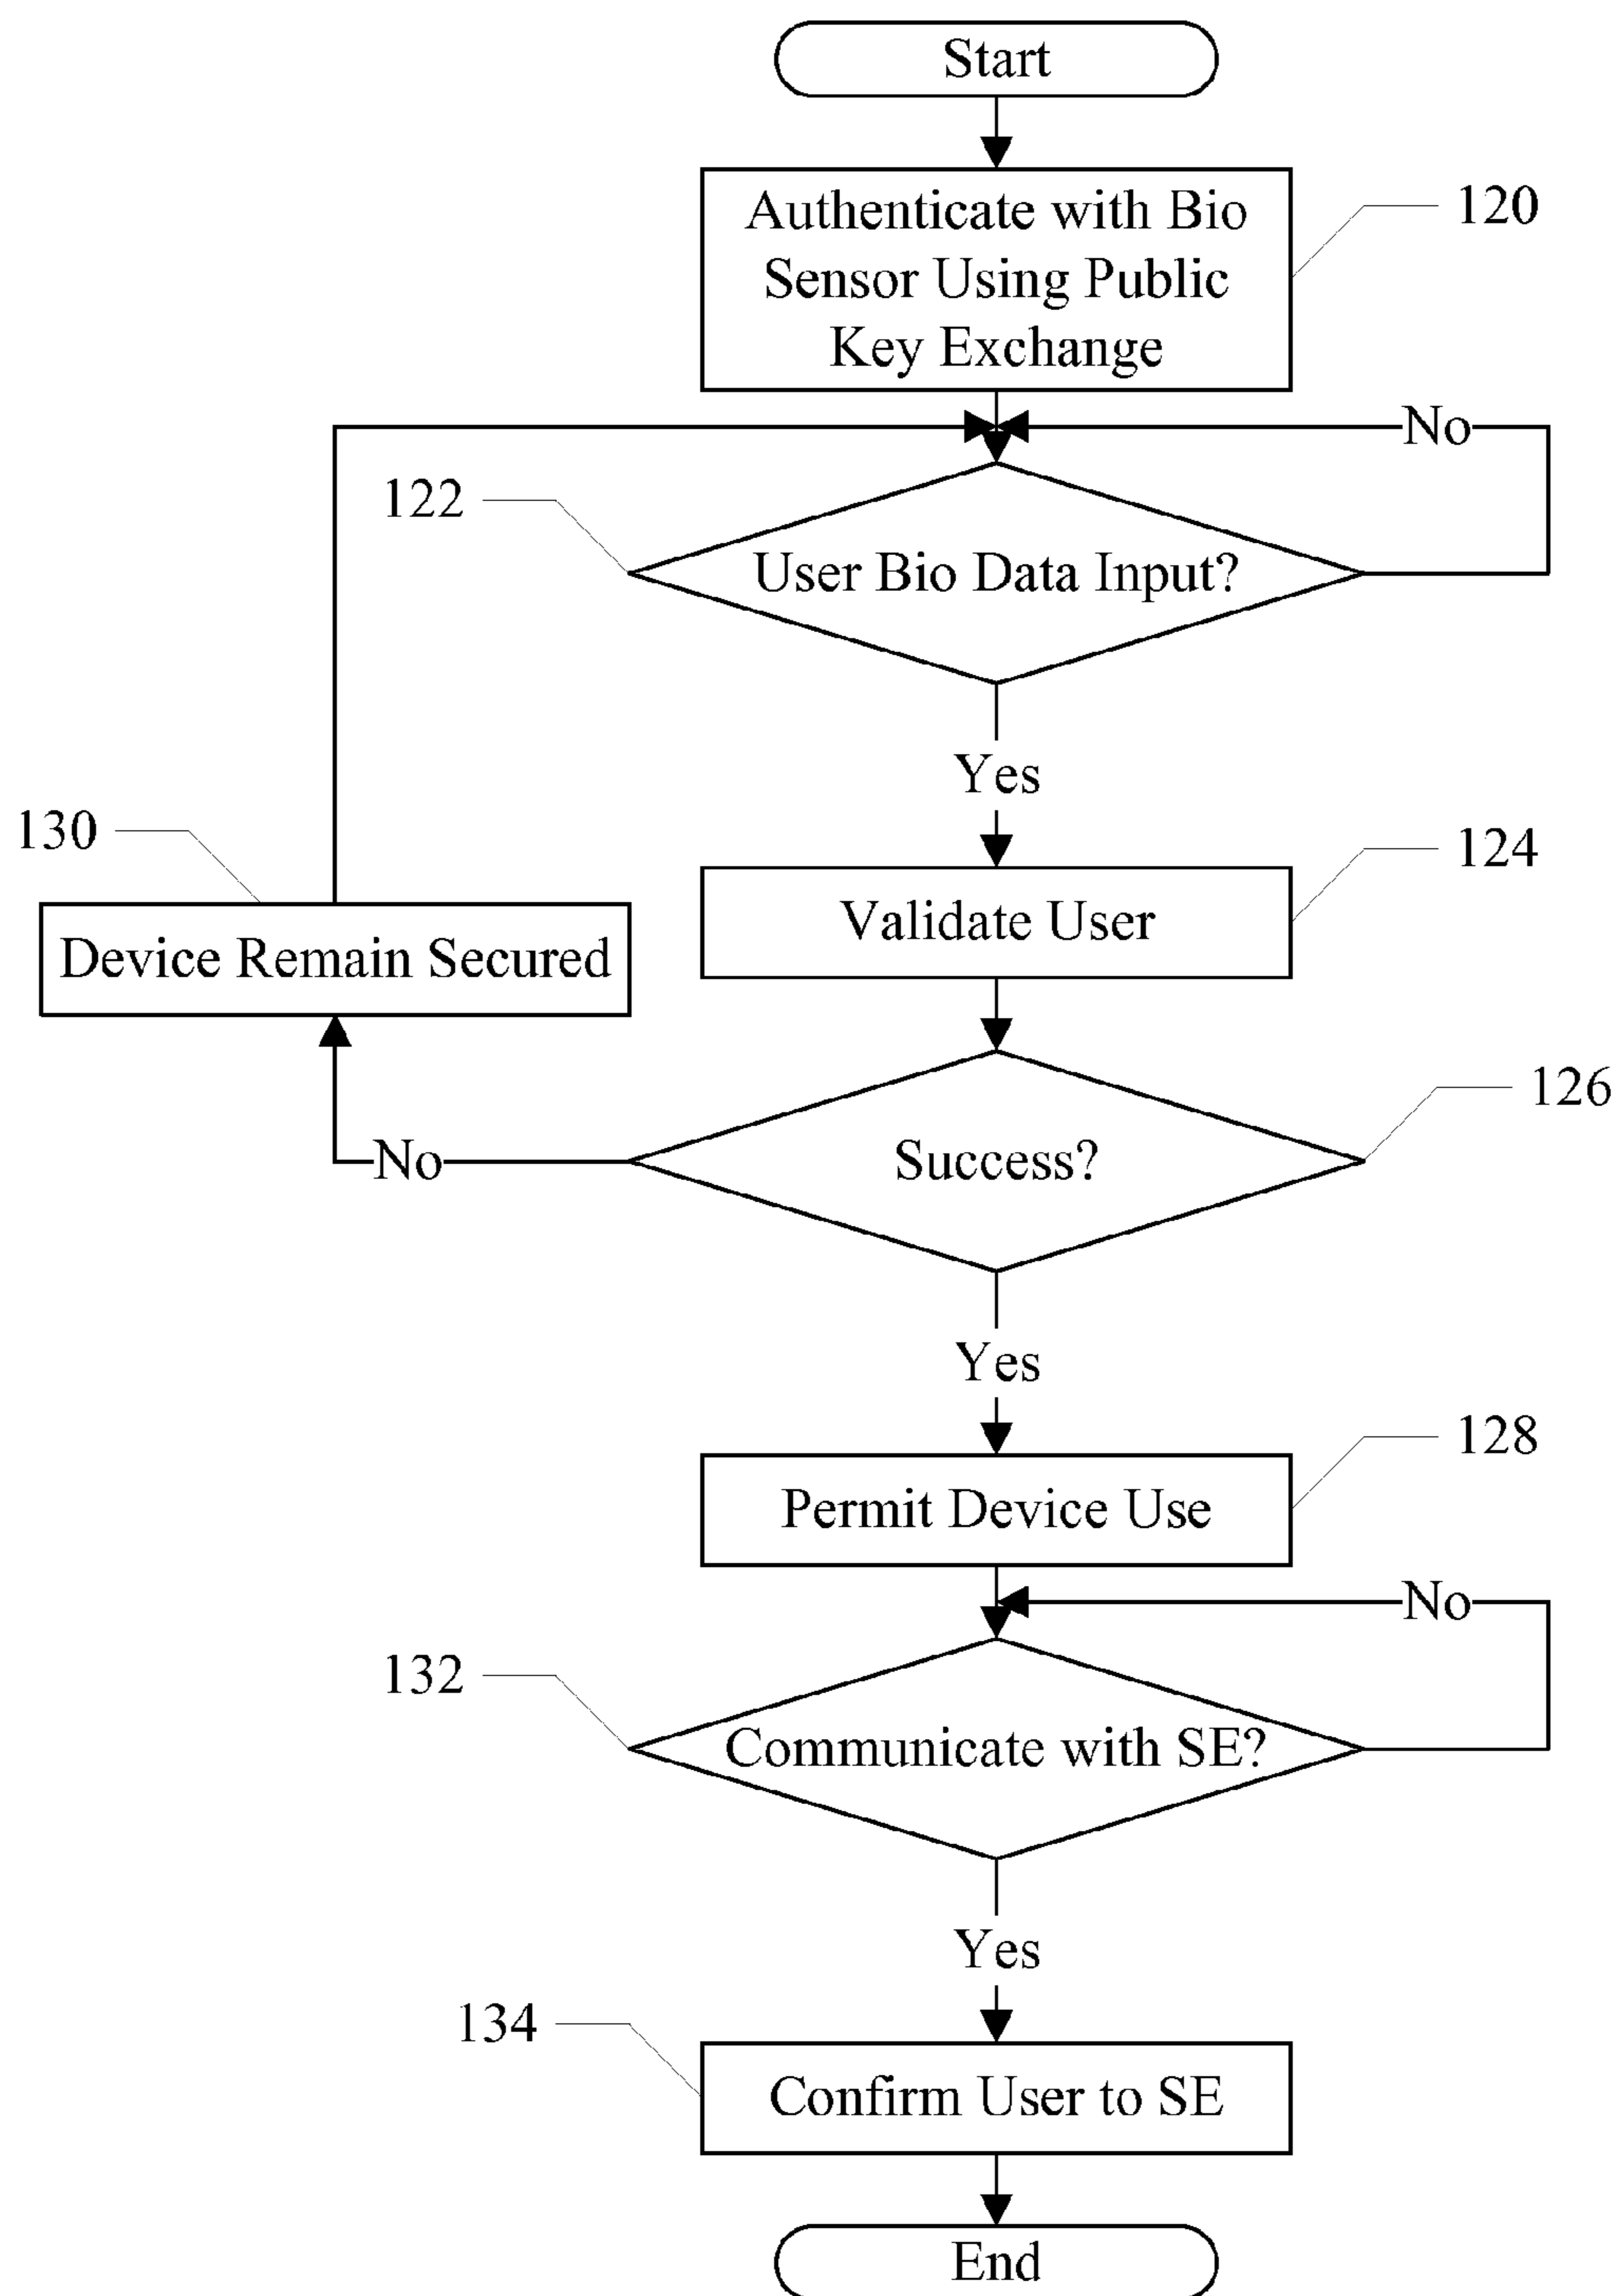 Start
Authenticate with Bio
Sensor Using Public
Key Exchange
120
No
122
User Bio Data Input?
Yes
130
124
Validate User
Device Remain Secured
126
Success?
No
Yes
128
Permit Device Use
No
132
Communicate with SE?
Yes
134
Confirm User to SE
End